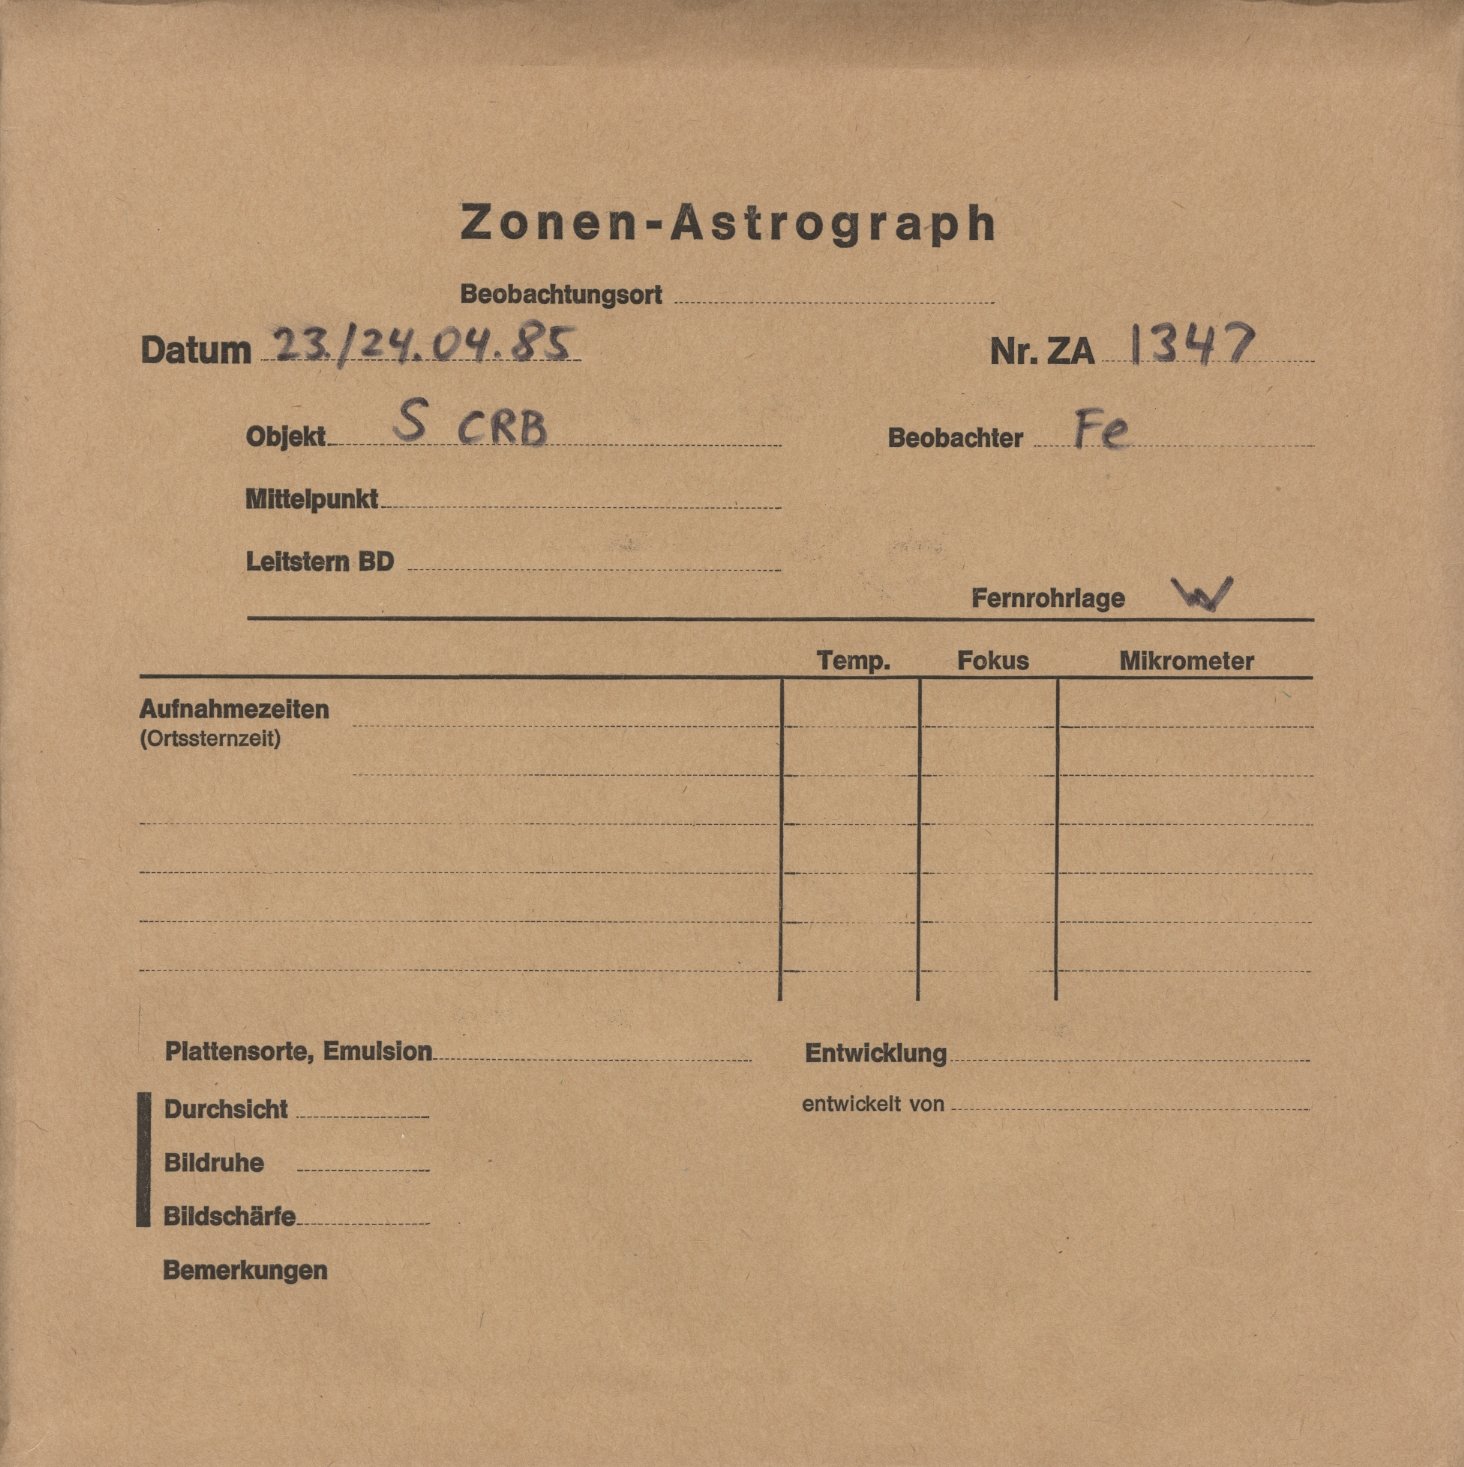 Zonen-Astrograph
Beobachtungsort
Datum 23./24.04.85 Nr. ZA 1347
Objekt S CRB Beobachter Fe
Mittelpunkt
Leitstern BD
Fernrohrlage W
Temp. Fokus Mikrometer
Aufnahmezeiten
(Ortssternzeit)
Plattensorte, Emulsion Entwicklung
Durchsicht entwickelt von
Bildruhe
Bildschärfe
Bemerkungen